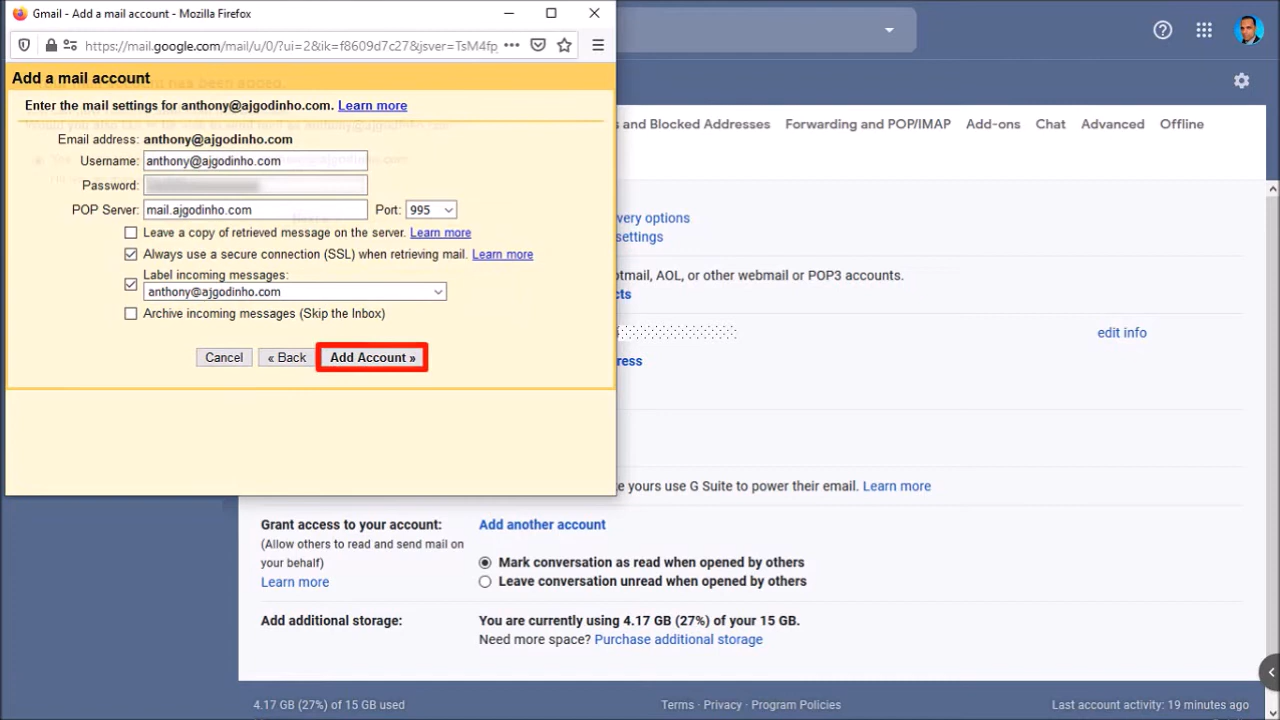 Gmail - Add a mail account - Mozilla Firefox
https://mail.google.com/mail/u/0/?ui=2&ik=f8609d7c27&jsver=TsM4fp
Add a mail account
Enter the mail settings for anthony@ajgodinho.com. Learn more
Email address: anthony@ajgodinho.com
Username: anthony@ajgodinho.com
Password:
POP Server: mail.ajgodinho.com Port: 995
Leave a copy of retrieved message on the server. Learn more
Always use a secure connection (SSL) when retrieving mail. Learn more
Label incoming messages:
anthony@ajgodinho.com
Archive incoming messages (Skip the Inbox)
Cancel « Back Add Account »
s and Blocked Addresses Forwarding and POP/IMAP Add-ons Chat Advanced Offline
very options
settings
otmail, AOL, or other webmail or POP3 accounts.
cts
edit info
ress
e yours use G Suite to power their email. Learn more
Grant access to your account: Add another account
(Allow others to read and send mail on
your behalf)
Learn more
Mark conversation as read when opened by others
Leave conversation unread when opened by others
Add additional storage: You are currently using 4.17 GB (27%) of your 15 GB.
Need more space? Purchase additional storage
4.17 GB (27%) of 15 GB used Terms · Privacy · Program Policies Last account activity: 19 minutes ago